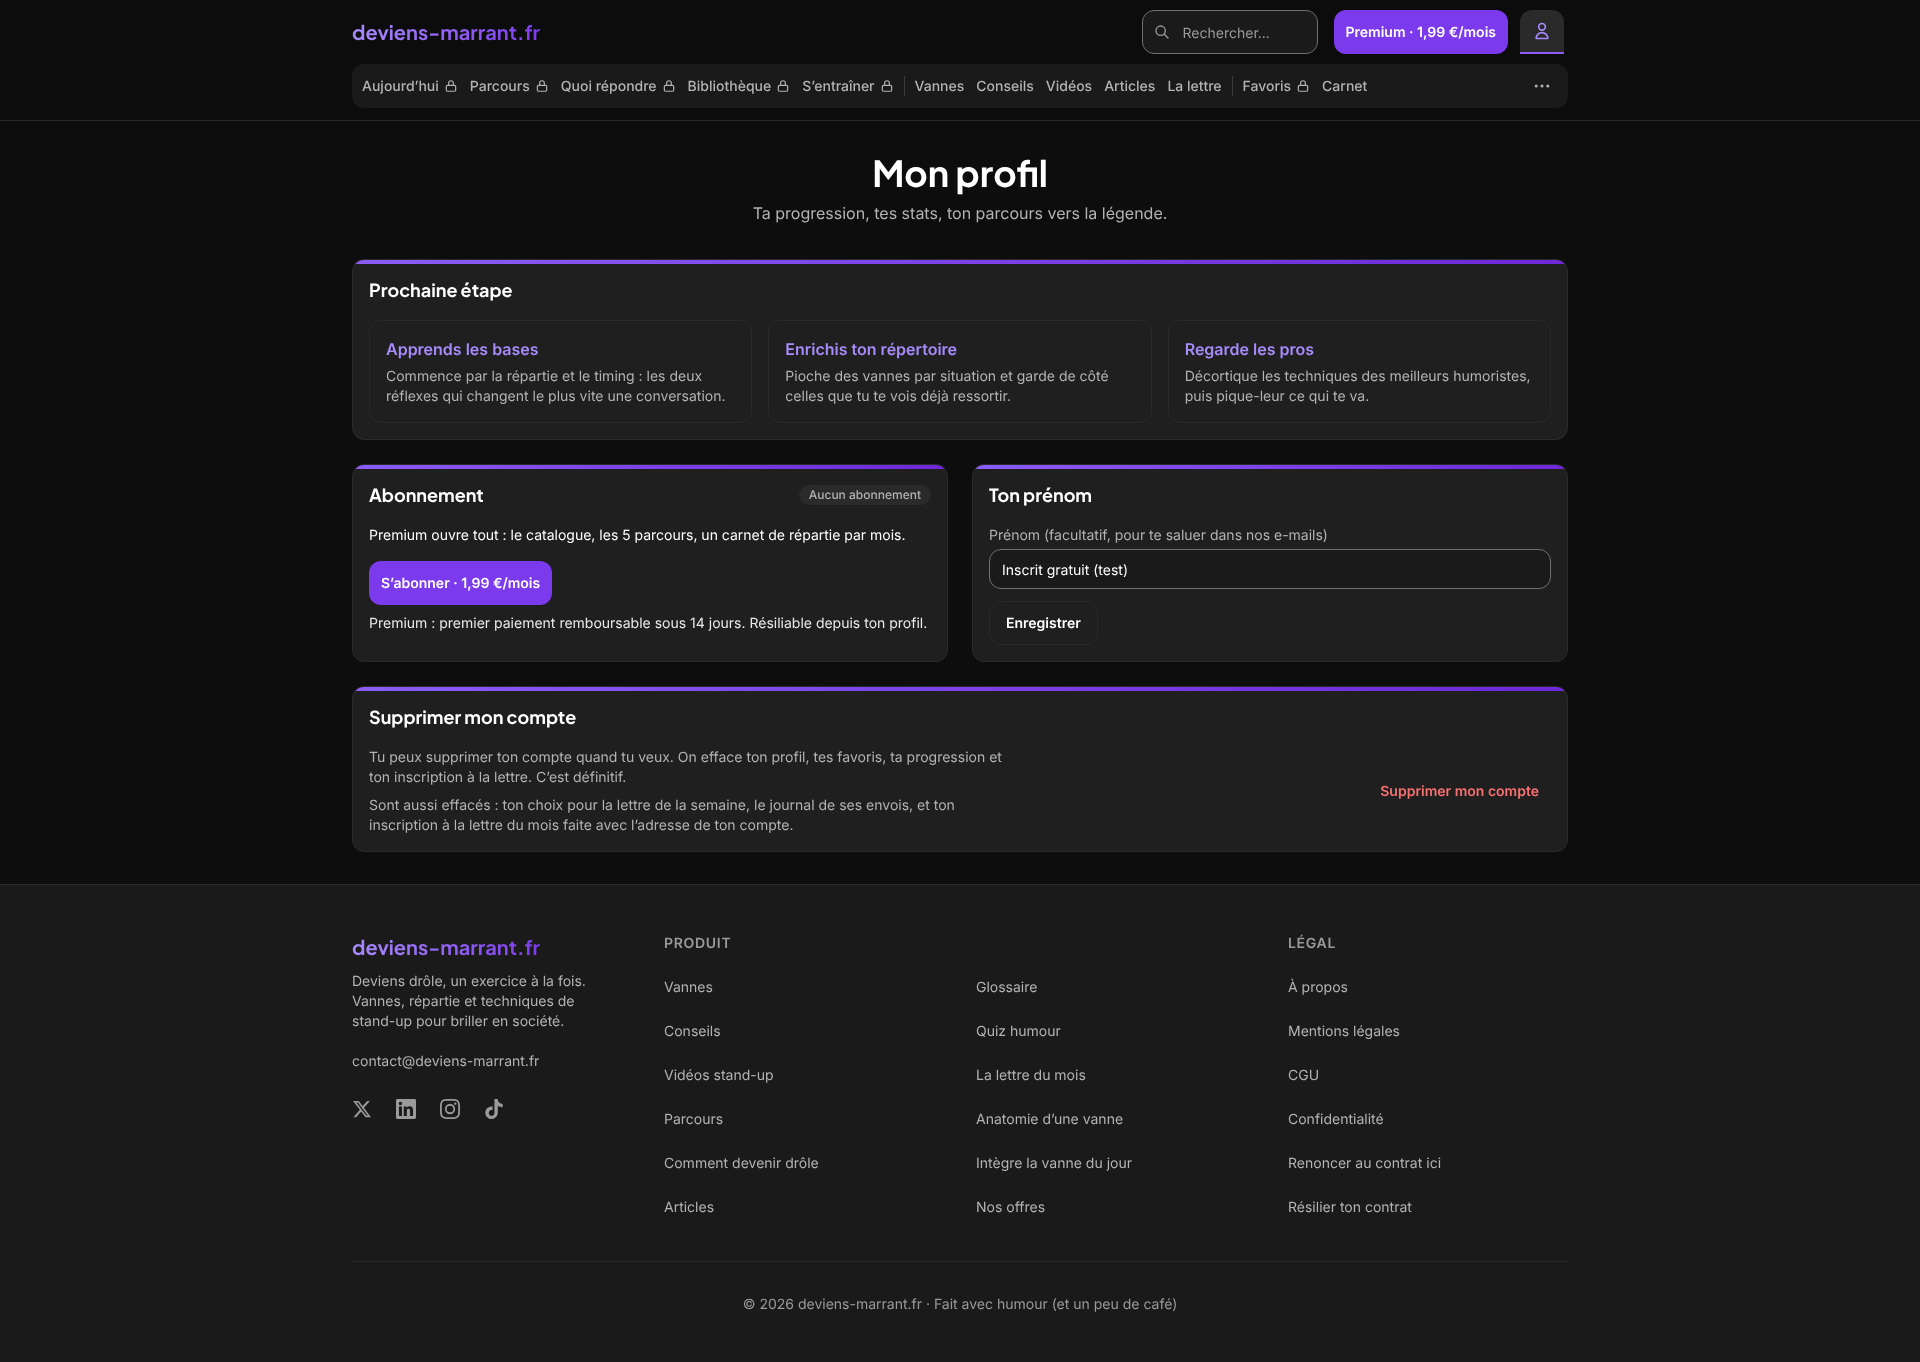 deviens-marrant.fr
Rechercher...
Premium · 1,99 €/mois
Aujourd’hui
Parcours
Quoi répondre
Bibliothèque
S’entraîner
Vannes
Conseils
Vidéos
Articles
La lettre
Favoris
Carnet
Mon profil
Ta progression, tes stats, ton parcours vers la légende.
Prochaine étape
Apprends les bases
Commence par la répartie et le timing : les deux
réflexes qui changent le plus vite une conversation.
Enrichis ton répertoire
Pioche des vannes par situation et garde de côté
celles que tu te vois déjà ressortir.
Regarde les pros
Décortique les techniques des meilleurs humoristes,
puis pique-leur ce qui te va.
Abonnement
Aucun abonnement
Premium ouvre tout : le catalogue, les 5 parcours, un carnet de répartie par mois.
S’abonner · 1,99 €/mois
Premium : premier paiement remboursable sous 14 jours. Résiliable depuis ton profil.
Ton prénom
Prénom (facultatif, pour te saluer dans nos e-mails)
Inscrit gratuit (test)
Enregistrer
Supprimer mon compte
Tu peux supprimer ton compte quand tu veux. On efface ton profil, tes favoris, ta progression et
ton inscription à la lettre. C’est définitif.
Sont aussi effacés : ton choix pour la lettre de la semaine, le journal de ses envois, et ton
inscription à la lettre du mois faite avec l’adresse de ton compte.
Supprimer mon compte
deviens-marrant.fr
Deviens drôle, un exercice à la fois.
Vannes, répartie et techniques de
stand-up pour briller en société.
contact@deviens-marrant.fr
PRODUIT
Vannes
Conseils
Vidéos stand-up
Parcours
Comment devenir drôle
Articles
Glossaire
Quiz humour
La lettre du mois
Anatomie d’une vanne
Intègre la vanne du jour
Nos offres
LÉGAL
À propos
Mentions légales
CGU
Confidentialité
Renoncer au contrat ici
Résilier ton contrat
© 2026 deviens-marrant.fr · Fait avec humour (et un peu de café)